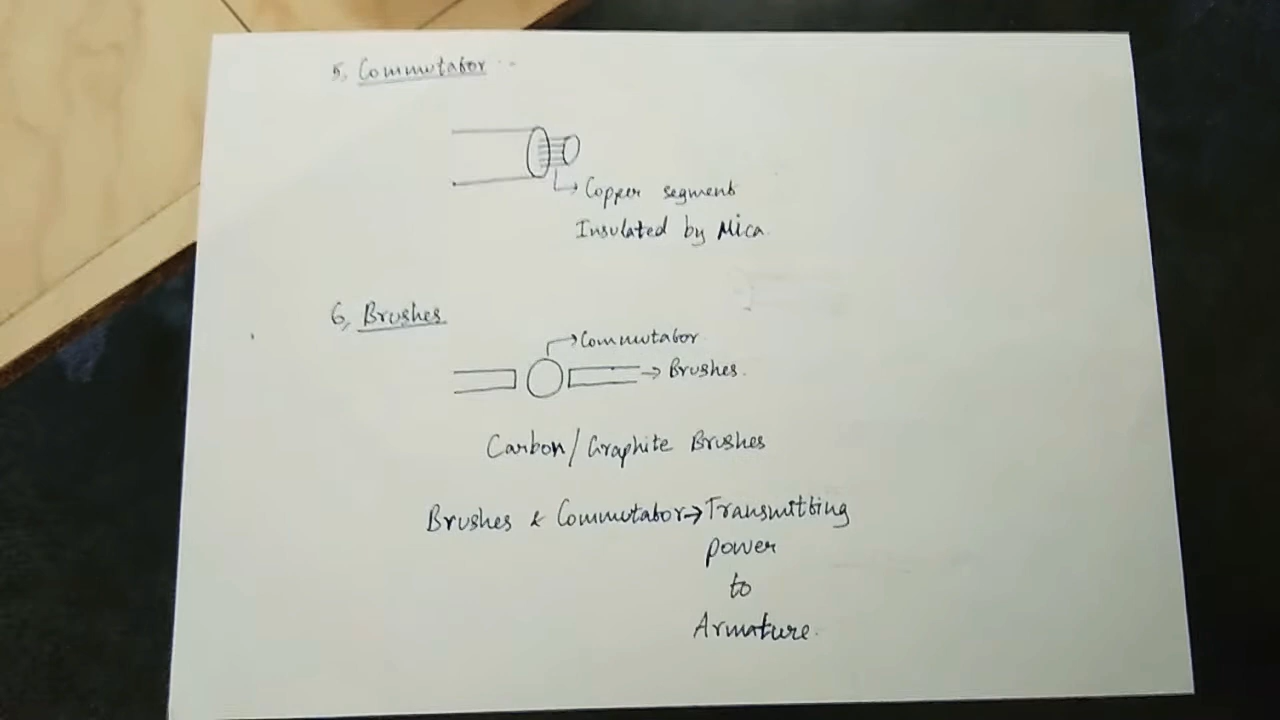 5, Commutator :-
Copper segment
Insulated by Mica.
6, Brushes
Commutator
Brushes.
Carbon/Graphite Brushes
Brushes & Commutator→Transmitting
power
to
Armature.